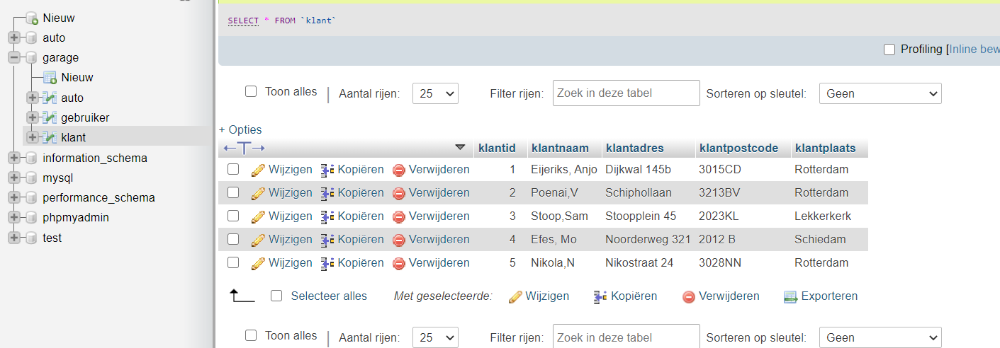 Nieuw
auto
garage
Nieuw
auto
gebruiker
klant
information_schema
mysql
performance_schema
phpmyadmin
test
SELECT * FROM `klant`
Profiling [Inline bew
Toon alles | Aantal rijen: 25 Filter rijen: Zoek in deze tabel Sorteren op sleutel: Geen
+ Opties
←T→ klantid klantnaam klantadres klantpostcode klantplaats
Wijzigen Kopiëren Verwijderen 1 Eijeriks, Anjo Dijkwal 145b 3015CD Rotterdam
Wijzigen Kopiëren Verwijderen 2 Poenai,V Schiphollaan 3213BV Rotterdam
Wijzigen Kopiëren Verwijderen 3 Stoop,Sam Stoopplein 45 2023KL Lekkerkerk
Wijzigen Kopiëren Verwijderen 4 Efes, Mo Noorderweg 321 2012 B Schiedam
Wijzigen Kopiëren Verwijderen 5 Nikola,N Nikostraat 24 3028NN Rotterdam
Selecteer alles Met geselecteerde: Wijzigen Kopiëren Verwijderen Exporteren
Toon alles | Aantal rijen: 25 Filter rijen: Zoek in deze tabel Sorteren op sleutel: Geen